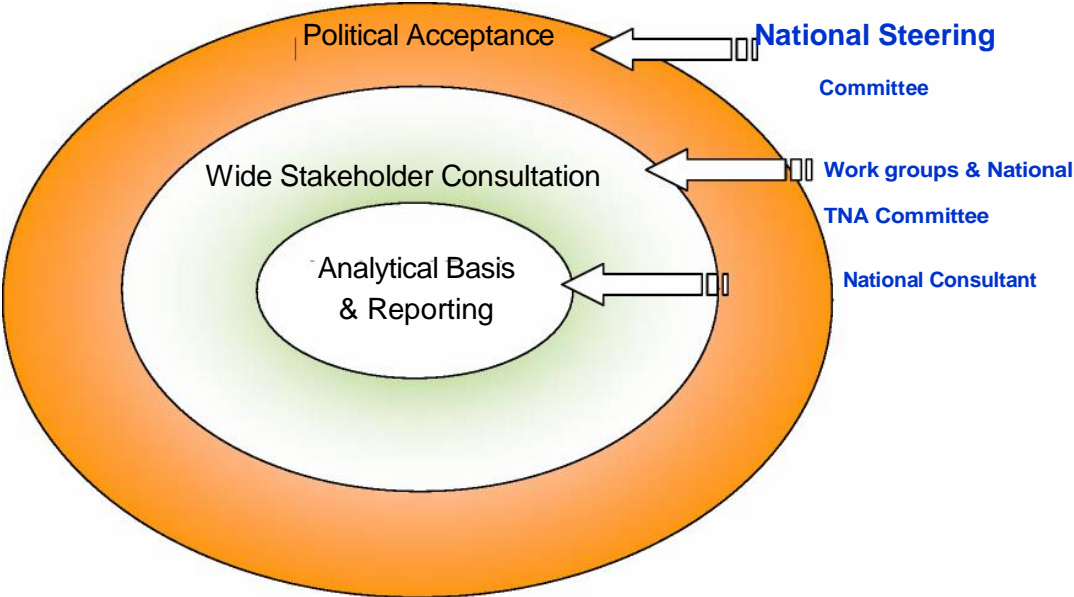 Political Acceptance
National Steering
Committee
Wide Stakeholder Consultation
Work groups & National
TNA Committee
Analytical Basis
& Reporting
National Consultant